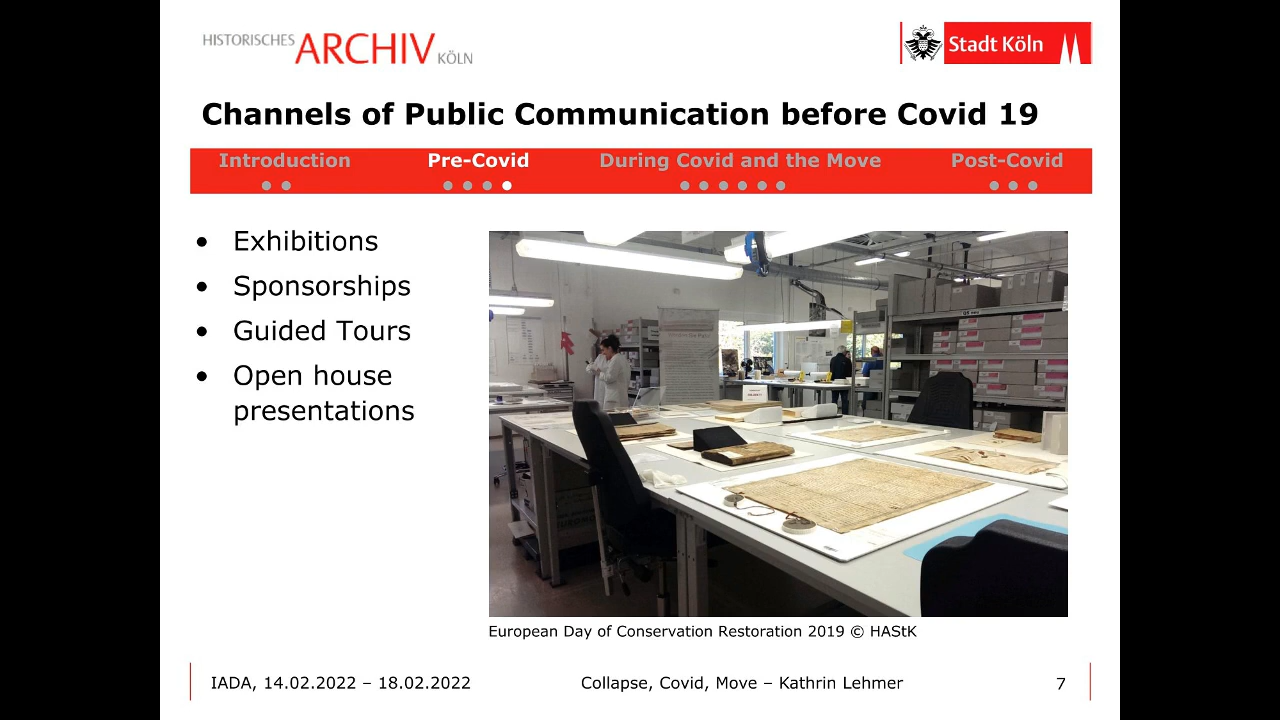 HISTORISCHES ARCHIV KÖLN
Stadt Köln
Channels of Public Communication before Covid 19
Introduction Pre-Covid During Covid and the Move Post-Covid
• Exhibitions
• Sponsorships
• Guided Tours
• Open house
presentations
European Day of Conservation Restoration 2019 © HAStK
IADA, 14.02.2022 – 18.02.2022 Collapse, Covid, Move – Kathrin Lehmer 7